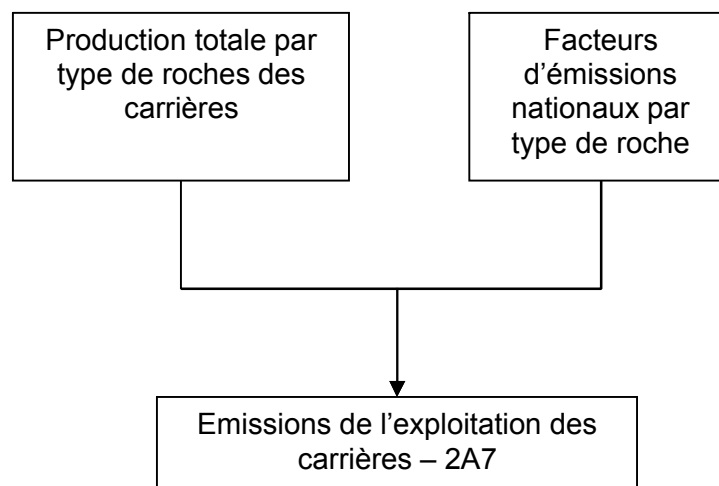 Production totale par
type de roches des
carrières
Facteurs
d’émissions
nationaux par
type de roche
Emissions de l’exploitation des
carrières – 2A7